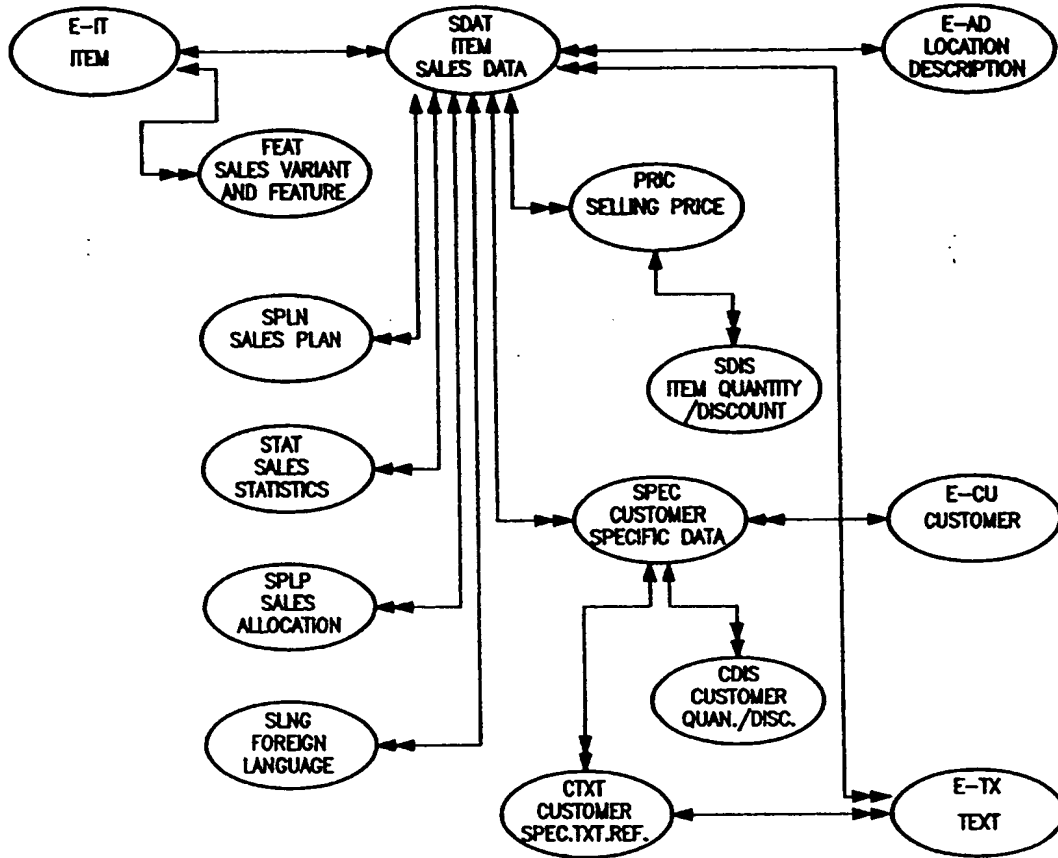 E-IT
ITEM
SDAT
ITEM
SALES DATA
E-AD
LOCATION
DESCRIPTION
FEAT
SALES VARIANT
AND FEATURE
PRIC
SELLING PRICE
SPLN
SALES PLAN
SDIS
ITEM QUANTITY
/DISCOUNT
STAT
SALES
STATISTICS
SPEC
CUSTOMER
SPECIFIC DATA
E-CU
CUSTOMER
SPLP
SALES
ALLOCATION
CDIS
CUSTOMER
QUAN./DISC.
SLNG
FOREIGN
LANGUAGE
CTXT
CUSTOMER
SPEC.TXT.REF.
E-TX
TEXT